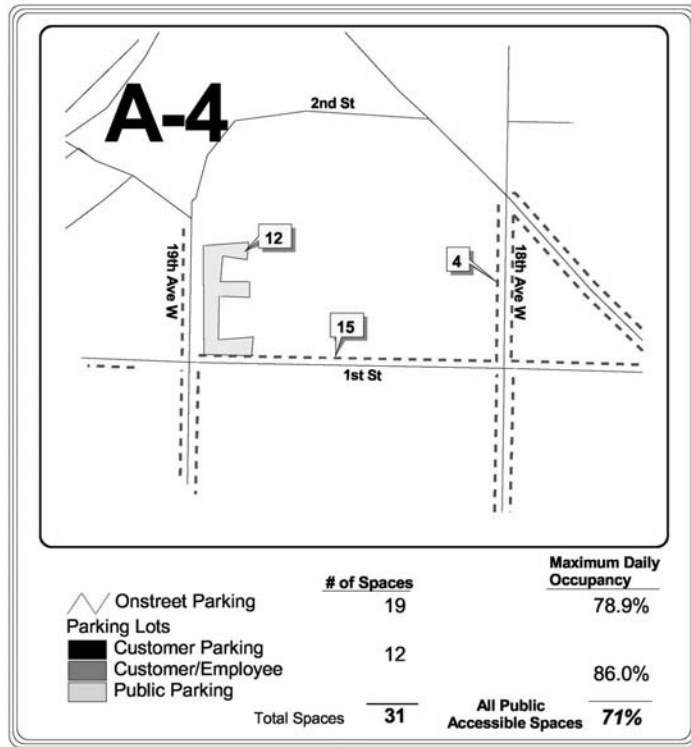 A-4
2nd St
12
19th Ave W
4
18th Ave W
15
1st St
# of Spaces
Maximum Daily
Occupancy
Onstreet Parking 19 78.9%
Parking Lots
Customer Parking 12
Customer/Employee 86.0%
Public Parking
Total Spaces 31 All Public
Accessible Spaces 71%